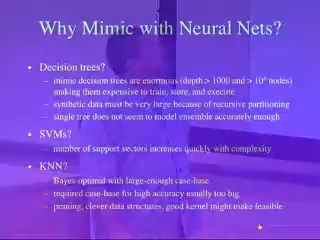 Why Mimic with Neural Nets?
• Decision trees?
– mimic decision trees are enormous (depth > 1000 and > 10⁶ nodes)
making them expensive to train, store, and execute
– synthetic data must be very large because of recursive partitioning
– single tree does not seem to model ensemble accurately enough
• SVMs?
– number of support vectors increases quickly with complexity
• KNN?
– Bayes-optimal with large-enough case-base
– required case-base for high accuracy usually too big
– pruning, clever data structures, good kernel might make feasible